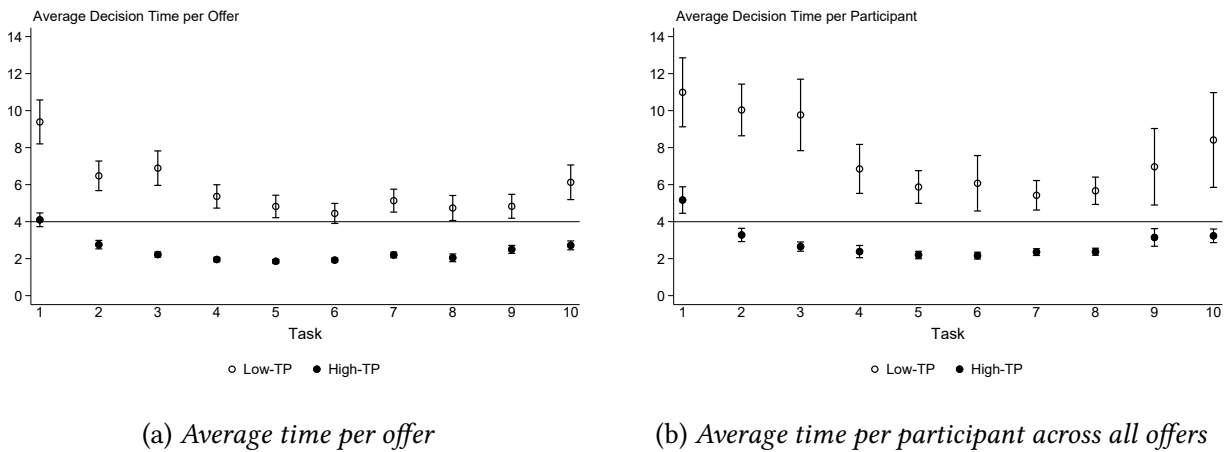 Average Decision Time per Offer
14
12
10
8
6
4
2
0
1 2 3 4 5 6 7 8 9 10
Task
Low-TP High-TP
(a) Average time per offer
Average Decision Time per Participant
14
12
10
8
6
4
2
0
1 2 3 4 5 6 7 8 9 10
Task
Low-TP High-TP
(b) Average time per participant across all offers